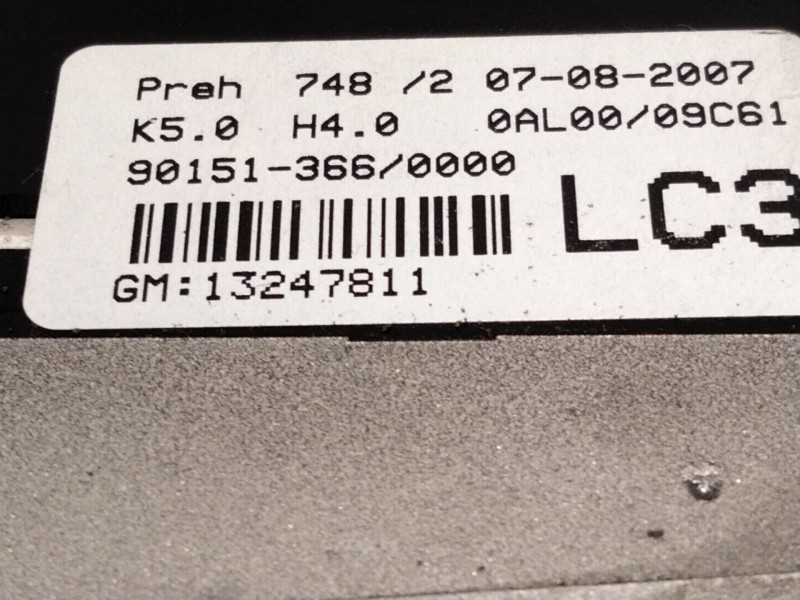 Preh 748 /2 07-08-2007
K5.0 H4.0 0AL00/09C61
90151-366/0000
LC3
GM:13247811